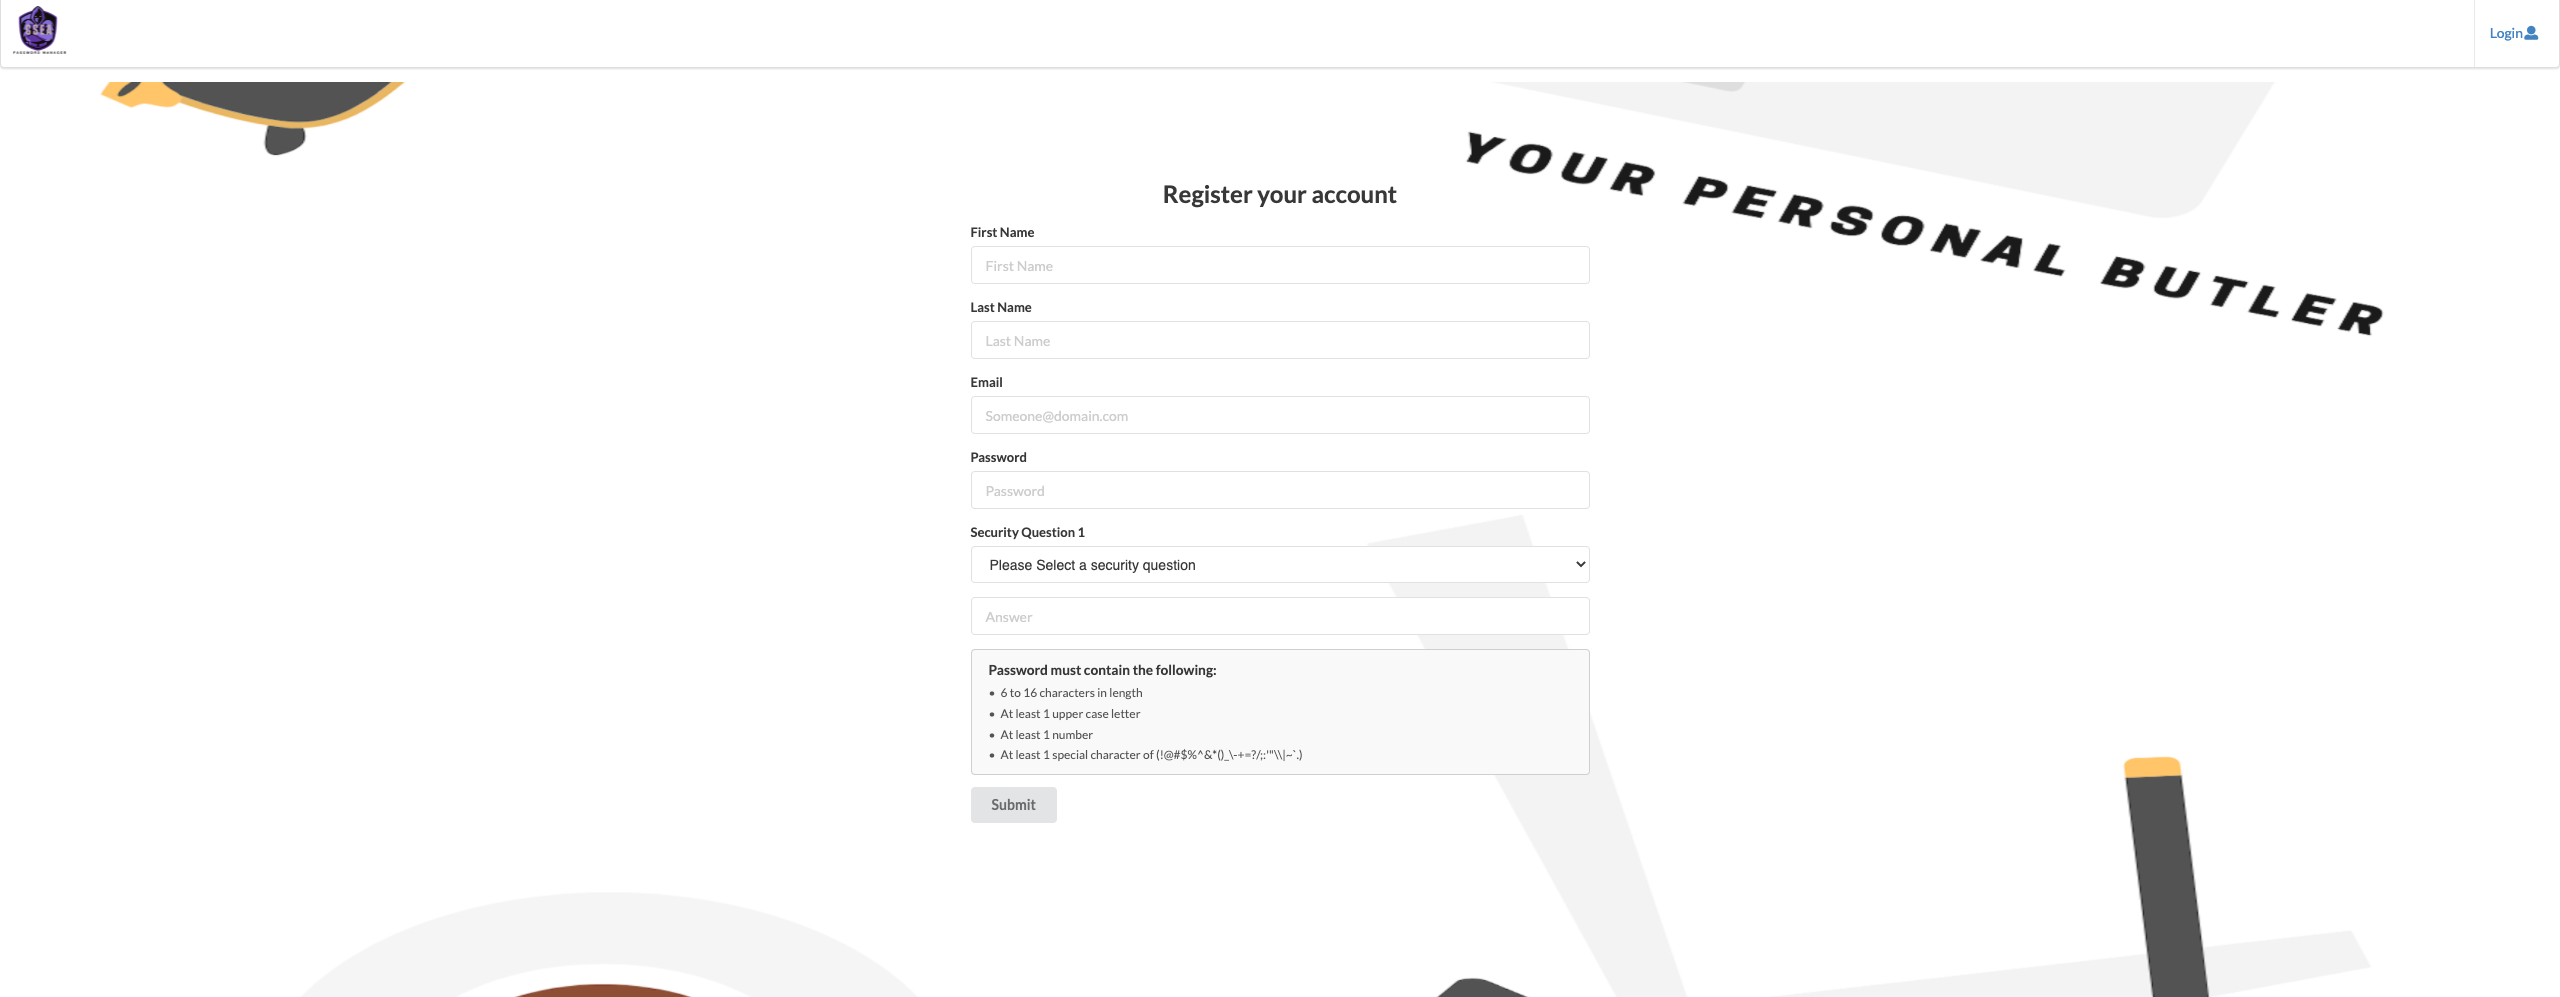 SSER
PASSWORD MANAGER
Login
YOUR PERSONAL BUTLER
Register your account
First Name
First Name
Last Name
Last Name
Email
Someone@domain.com
Password
Password
Security Question 1
Please Select a security question
Answer
Password must contain the following:
• 6 to 16 characters in length
• At least 1 upper case letter
• At least 1 number
• At least 1 special character of (!@#$%^&*()_\-+=?/;:'"\\|~`.)
Submit